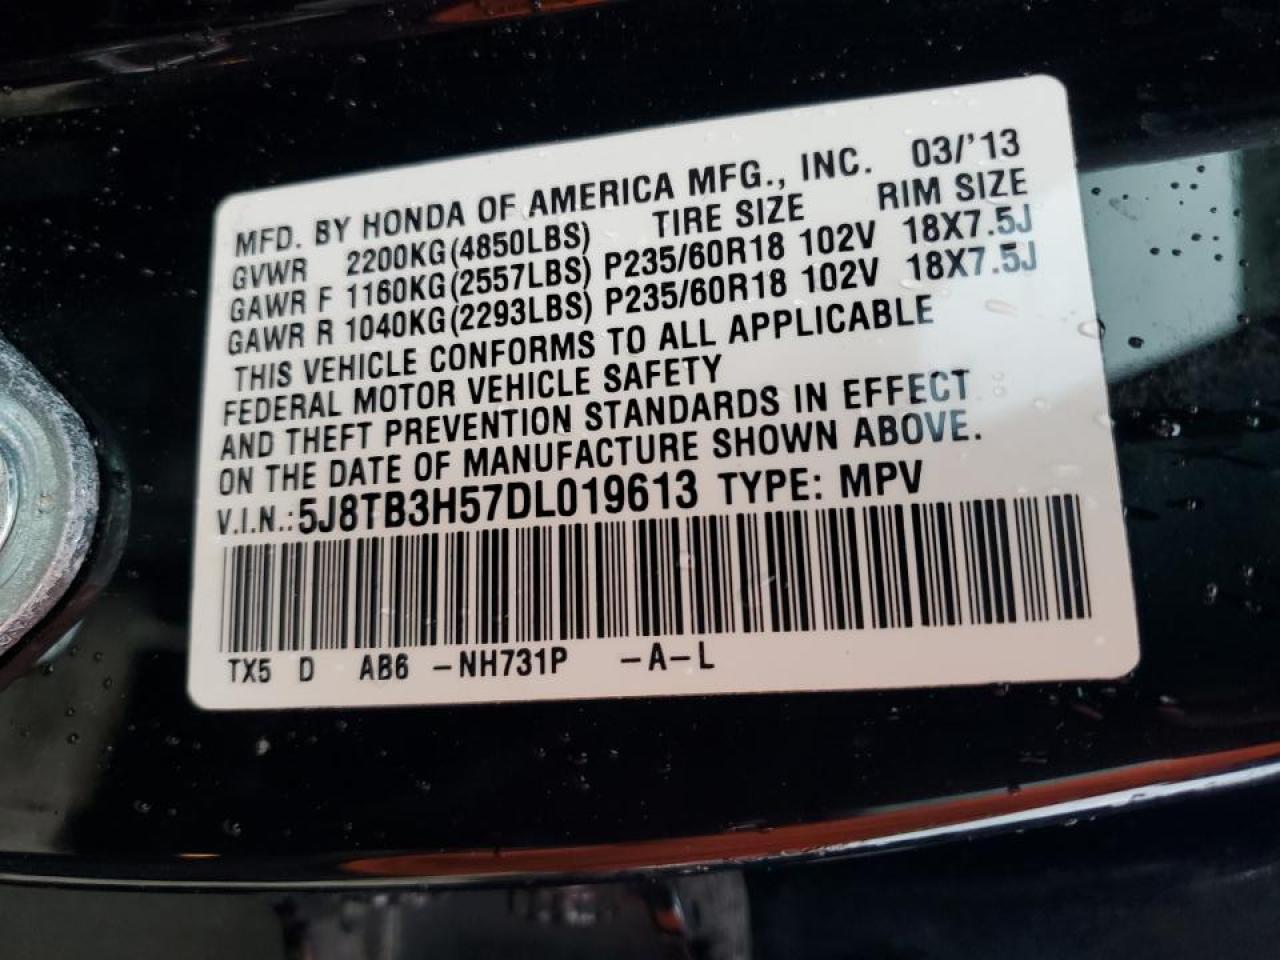 MFD. BY HONDA OF AMERICA MFG., INC. 03/'13
GVWR 2200KG(4850LBS) TIRE SIZE RIM SIZE
GAWR F 1160KG(2557LBS) P235/60R18 102V 18X7.5J
GAWR R 1040KG(2293LBS) P235/60R18 102V 18X7.5J
THIS VEHICLE CONFORMS TO ALL APPLICABLE
FEDERAL MOTOR VEHICLE SAFETY
AND THEFT PREVENTION STANDARDS IN EFFECT
ON THE DATE OF MANUFACTURE SHOWN ABOVE.
V.I.N.:5J8TB3H57DL019613 TYPE: MPV
TX5 D AB6 -NH731P -A-L